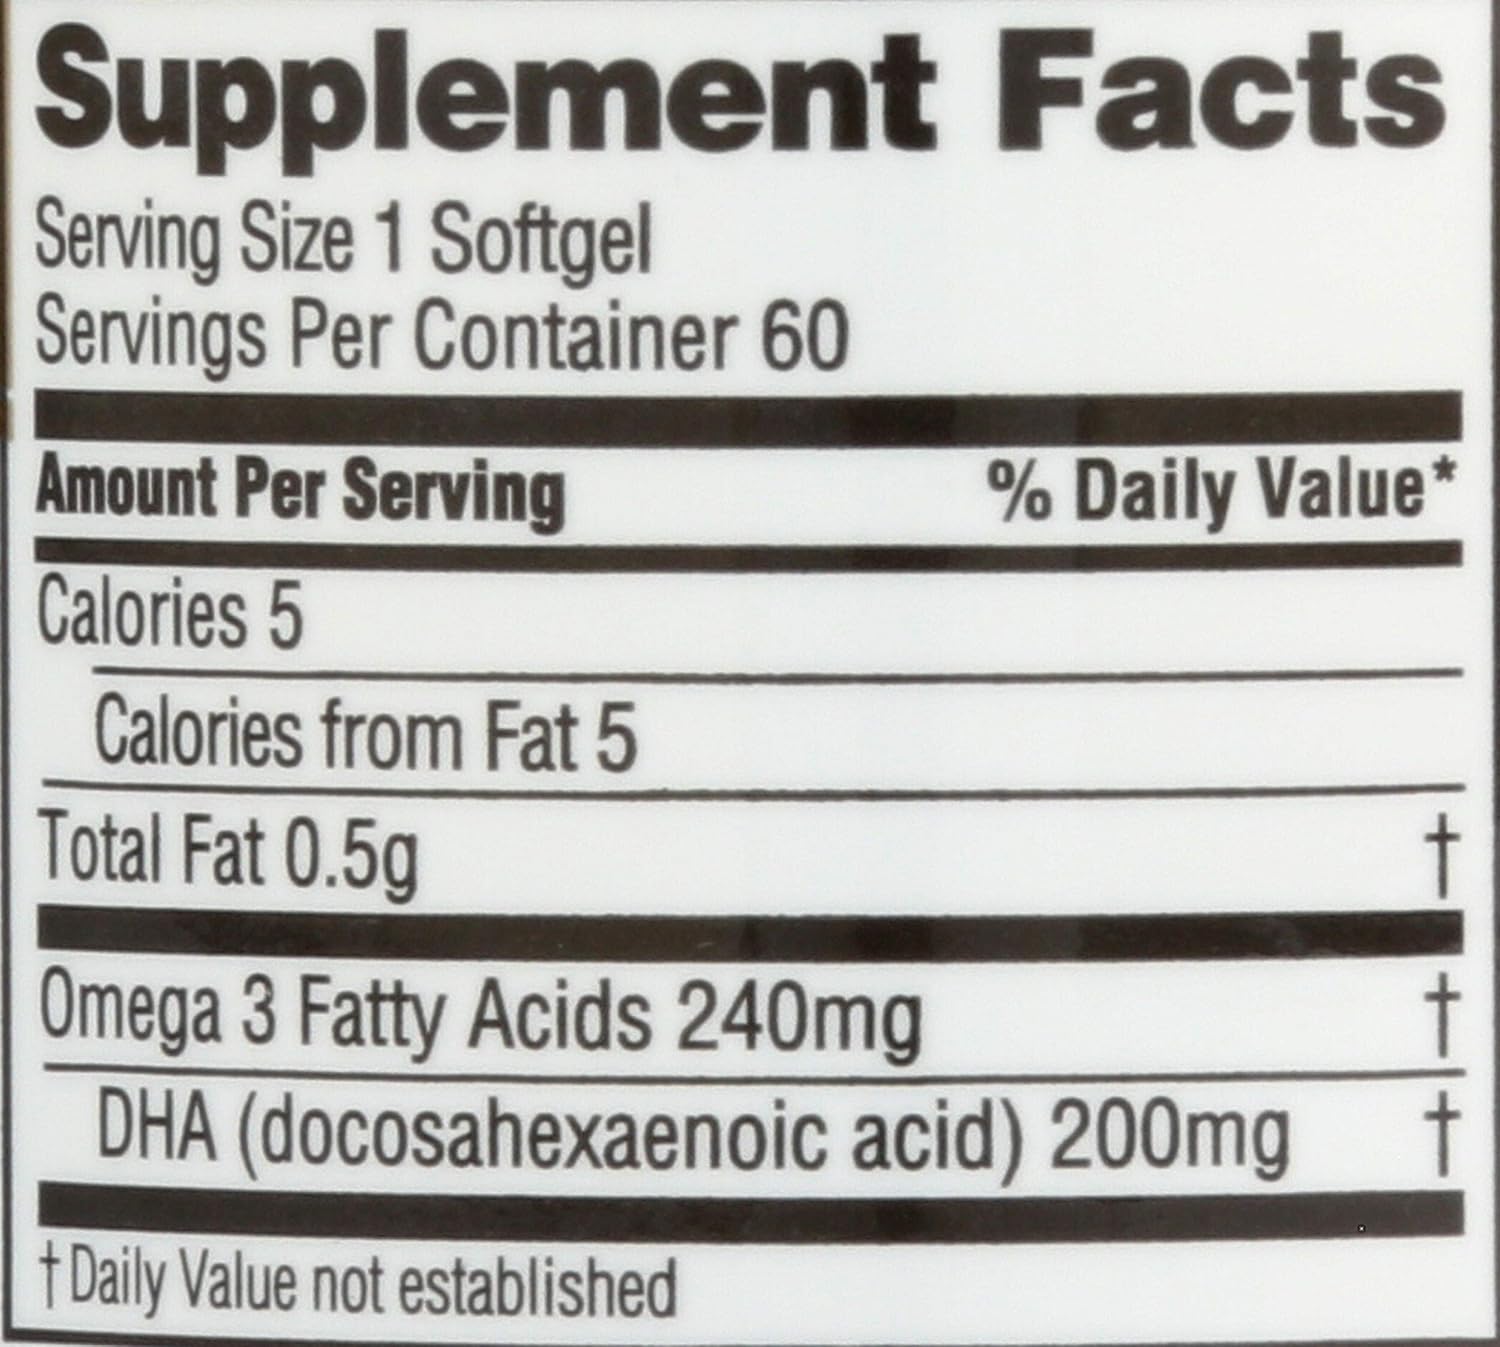 Supplement Facts
Serving Size 1 Softgel
Servings Per Container 60
Amount Per Serving % Daily Value*
Calories 5
Calories from Fat 5
Total Fat 0.5g †
Omega 3 Fatty Acids 240mg †
DHA (docosahexaenoic acid) 200mg †
† Daily Value not established